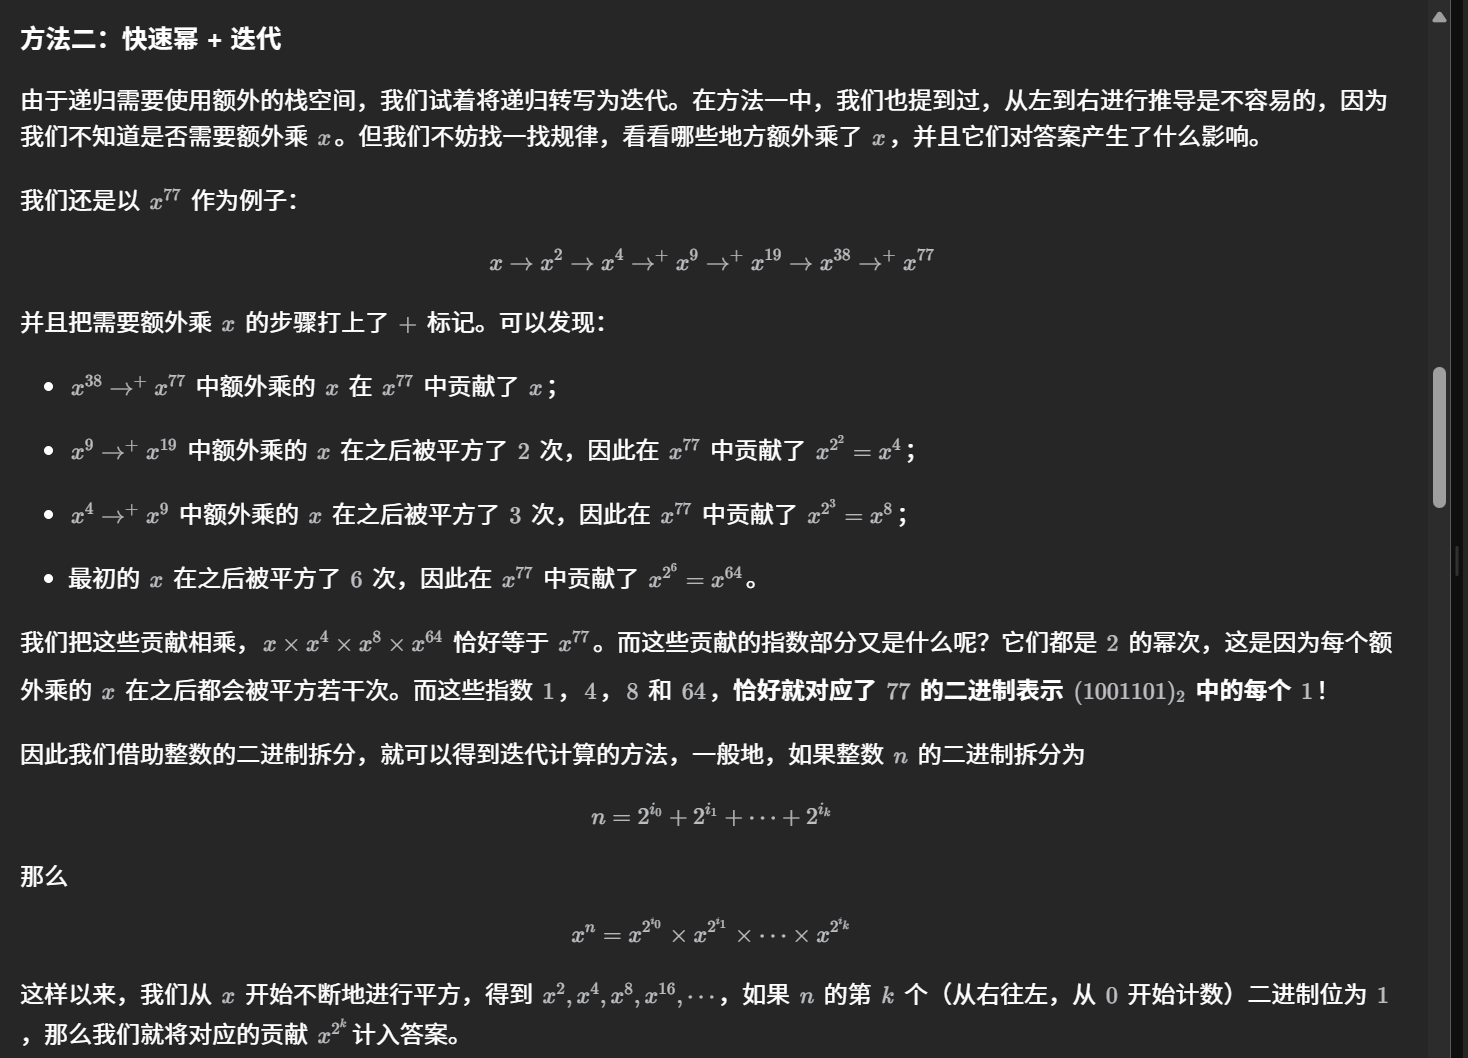 方法二：快速幂 + 迭代
由于递归需要使用额外的栈空间，我们试着将递归转写为迭代。在方法一中，我们也提到过，从左到右进行推导是不容易的，因为
我们不知道是否需要额外乘 x。但我们不妨找一找规律，看看哪些地方额外乘了 x，并且它们对答案产生了什么影响。
我们还是以 x^77 作为例子：
x → x^2 → x^4 →^+ x^9 →^+ x^19 → x^38 →^+ x^77
并且把需要额外乘 x 的步骤打上了 + 标记。可以发现：
• x^38 →^+ x^77 中额外乘的 x 在 x^77 中贡献了 x；
• x^9 →^+ x^19 中额外乘的 x 在之后被平方了 2 次，因此在 x^77 中贡献了 x^{2^2} = x^4；
• x^4 →^+ x^9 中额外乘的 x 在之后被平方了 3 次，因此在 x^77 中贡献了 x^{2^3} = x^8；
• 最初的 x 在之后被平方了 6 次，因此在 x^77 中贡献了 x^{2^6} = x^64。
我们把这些贡献相乘，x × x^4 × x^8 × x^64 恰好等于 x^77。而这些贡献的指数部分又是什么呢？它们都是 2 的幂次，这是因为每个额
外乘的 x 在之后都会被平方若干次。而这些指数 1，4，8 和 64，恰好就对应了 77 的二进制表示 (1001101)_2 中的每个 1！
因此我们借助整数的二进制拆分，就可以得到迭代计算的方法，一般地，如果整数 n 的二进制拆分为
n = 2^{i_0} + 2^{i_1} + ⋯ + 2^{i_k}
那么
x^n = x^{2^{i_0}} × x^{2^{i_1}} × ⋯ × x^{2^{i_k}}
这样以来，我们从 x 开始不断地进行平方，得到 x^2, x^4, x^8, x^16, ⋯，如果 n 的第 k 个（从右往左，从 0 开始计数）二进制位为 1
，那么我们就将对应的贡献 x^{2^k} 计入答案。